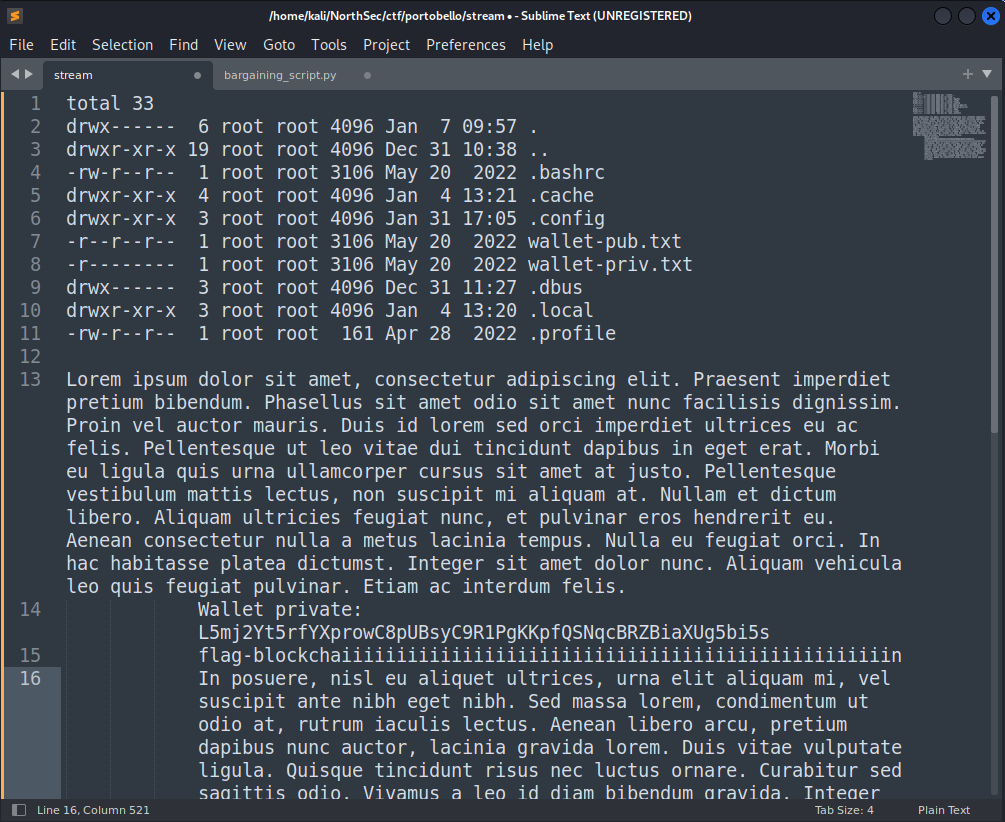 /home/kali/NorthSec/ctf/portobello/stream • - Sublime Text (UNREGISTERED)
File Edit Selection Find View Goto Tools Project Preferences Help
stream bargaining_script.py
1 total 33
2 drwx------  6 root root 4096 Jan  7 09:57 .
3 drwxr-xr-x 19 root root 4096 Dec 31 10:38 ..
4 -rw-r--r--  1 root root 3106 May 20  2022 .bashrc
5 drwxr-xr-x  4 root root 4096 Jan  4 13:21 .cache
6 drwxr-xr-x  3 root root 4096 Jan 31 17:05 .config
7 -r--r--r--  1 root root 3106 May 20  2022 wallet-pub.txt
8 -r--------  1 root root 3106 May 20  2022 wallet-priv.txt
9 drwx------  3 root root 4096 Dec 31 11:27 .dbus
10 drwxr-xr-x  3 root root 4096 Jan  4 13:20 .local
11 -rw-r--r--  1 root root  161 Apr 28  2022 .profile
12
13 Lorem ipsum dolor sit amet, consectetur adipiscing elit. Praesent imperdiet
pretium bibendum. Phasellus sit amet odio sit amet nunc facilisis dignissim.
Proin vel auctor mauris. Duis id lorem sed orci imperdiet ultrices eu ac
felis. Pellentesque ut leo vitae dui tincidunt dapibus in eget erat. Morbi
eu ligula quis urna ullamcorper cursus sit amet at justo. Pellentesque
vestibulum mattis lectus, non suscipit mi aliquam at. Nullam et dictum
libero. Aliquam ultricies feugiat nunc, et pulvinar eros hendrerit eu.
Aenean consectetur nulla a metus lacinia tempus. Nulla eu feugiat orci. In
hac habitasse platea dictumst. Integer sit amet dolor nunc. Aliquam vehicula
leo quis feugiat pulvinar. Etiam ac interdum felis.
14 Wallet private:
L5mj2Yt5rfYXprowC8pUBsyC9R1PgKKpfQSNqcBRZBiaXUg5bi5s
15 flag-blockchaiiiiiiiiiiiiiiiiiiiiiiiiiiiiiiiiiiiiiiiiiiiiiiiiiin
16 In posuere, nisl eu aliquet ultrices, urna elit aliquam mi, vel
suscipit ante nibh eget nibh. Sed massa lorem, condimentum ut
odio at, rutrum iaculis lectus. Aenean libero arcu, pretium
dapibus nunc auctor, lacinia gravida lorem. Duis vitae vulputate
ligula. Quisque tincidunt risus nec luctus ornare. Curabitur sed
sagittis odio. Vivamus a leo id diam bibendum gravida. Integer
Line 16, Column 521 Tab Size: 4 Plain Text